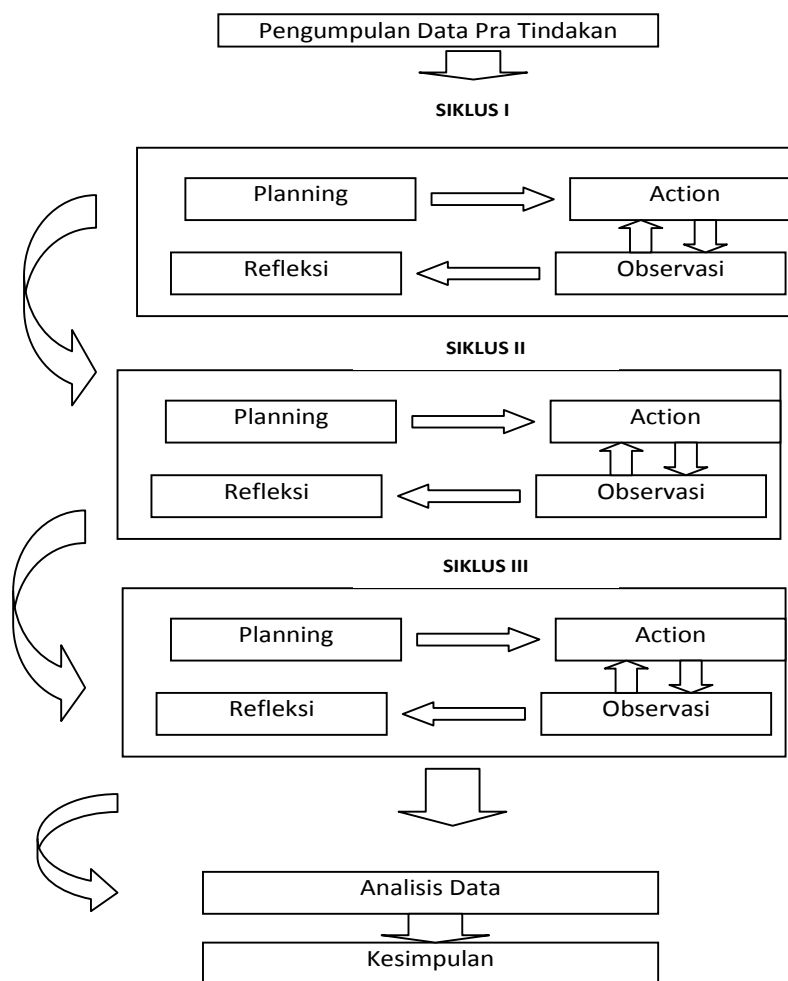 Pengumpulan Data Pra Tindakan
SIKLUS I
Planning
Action
Refleksi
Observasi
SIKLUS II
Planning
Action
Refleksi
Observasi
SIKLUS III
Planning
Action
Refleksi
Observasi
Analisis Data
Kesimpulan